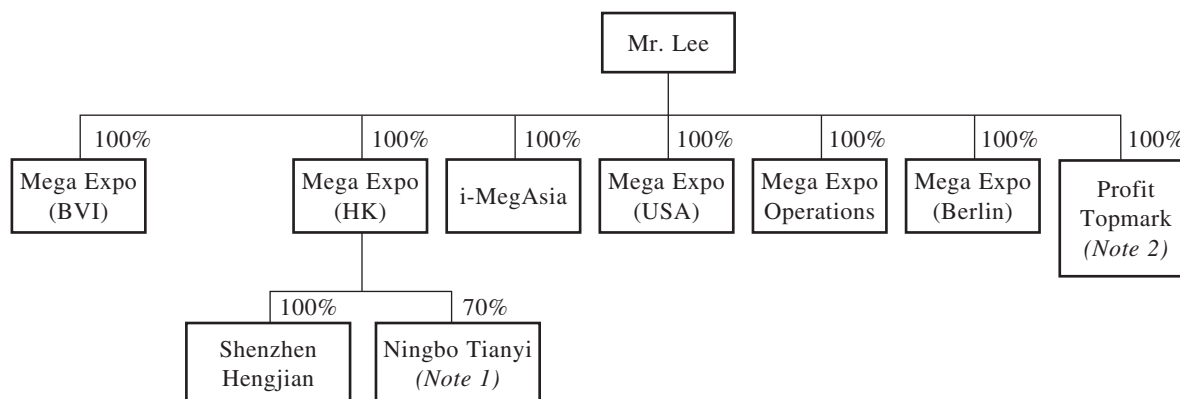 Mr. Lee
100% 100% 100% 100% 100% 100% 100%
Mega Expo
(BVI)
Mega Expo
(HK)
i-MegAsia
Mega Expo
(USA)
Mega Expo
Operations
Mega Expo
(Berlin)
Profit
Topmark
(Note 2)
100% 70%
Shenzhen
Hengjian
Ningbo Tianyi
(Note 1)